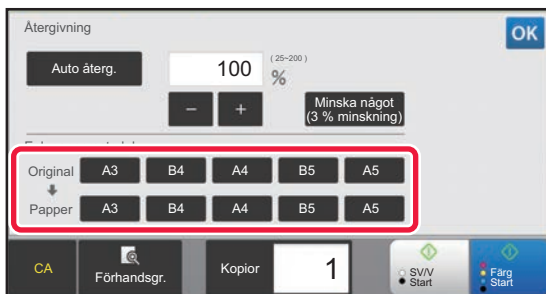 Återgivning
OK
Auto återg.
100
(25~200)
%
−
+
Minska något
(3 % minskning)
Original
A3
B4
A4
B5
A5
Papper
A3
B4
A4
B5
A5
CA
Förhandsgr.
Kopior
1
SV/V
Start
Färg
Start